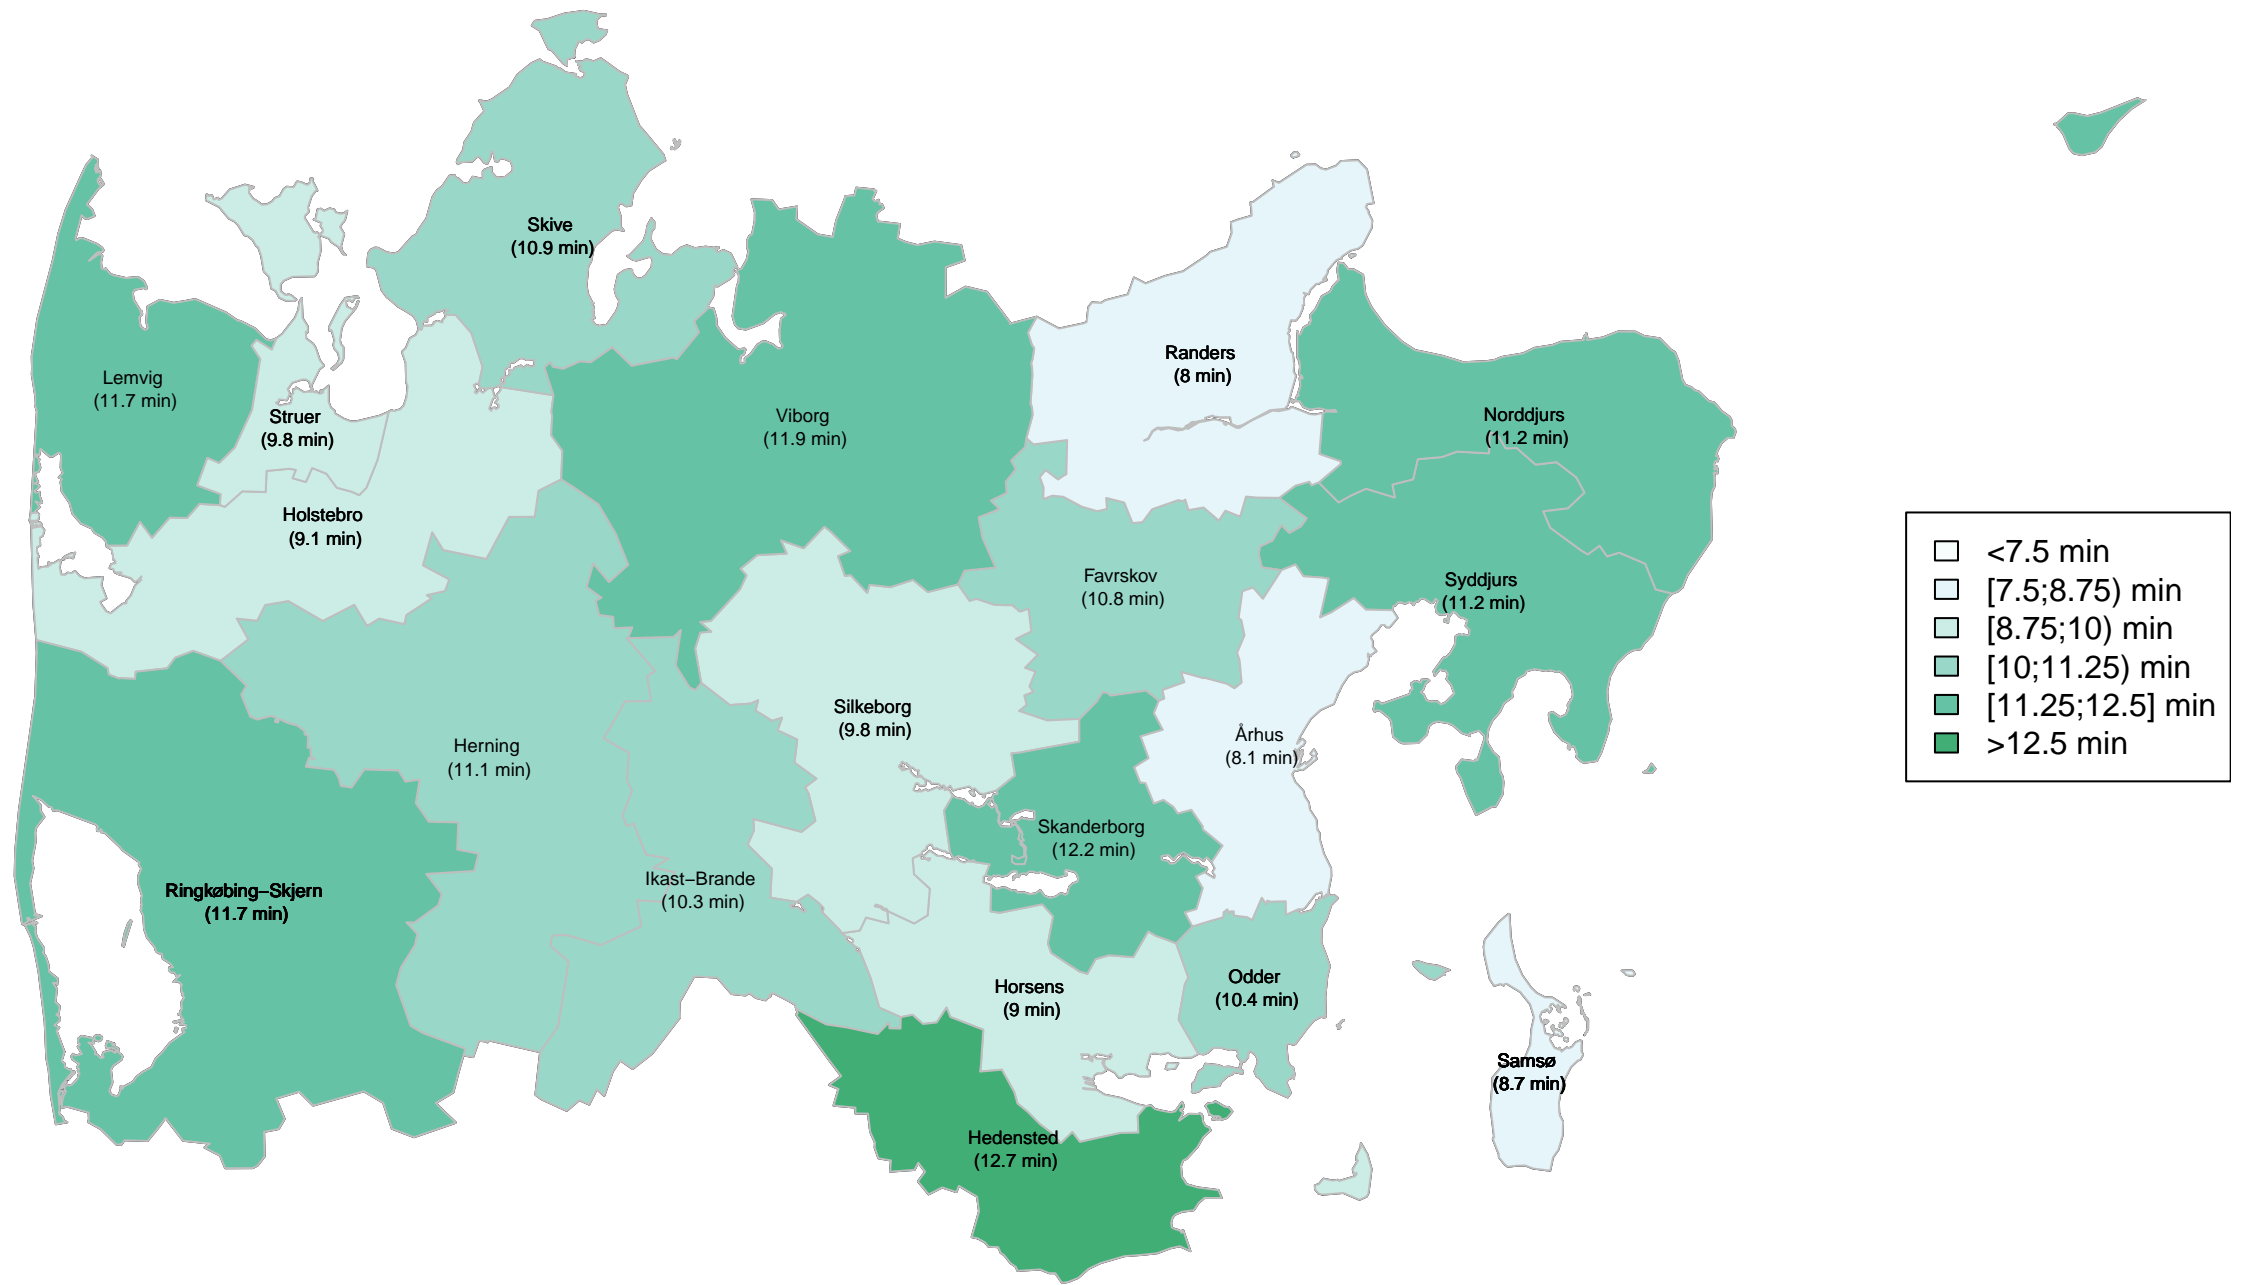 Skive
(10.9 min)
Randers
(8 min)
Lemvig
(11.7 min)
Struer
(9.8 min)
Viborg
(11.9 min)
Norddjurs
(11.2 min)
Holstebro
(9.1 min)
Favrskov
(10.8 min)
Syddjurs
(11.2 min)
Silkeborg
(9.8 min)
Herning
(11.1 min)
Århus
(8.1 min)
Skanderborg
(12.2 min)
Ringkøbing–Skjern
(11.7 min)
Ikast–Brande
(10.3 min)
Horsens
(9 min)
Odder
(10.4 min)
Samsø
(8.7 min)
Hedensted
(12.7 min)
<7.5 min
[7.5;8.75) min
[8.75;10) min
[10;11.25) min
[11.25;12.5] min
>12.5 min